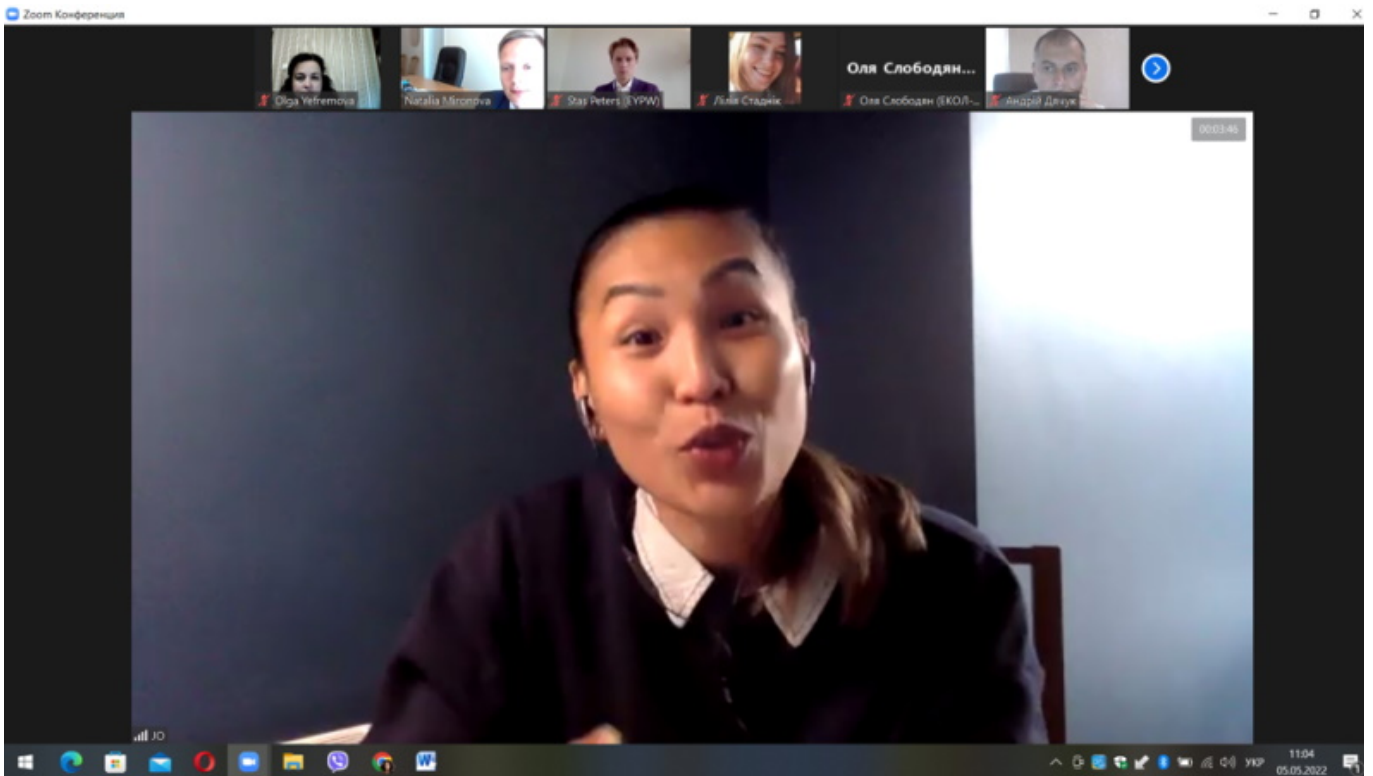 Zoom Конференция
Olga Yefremova
Natalia Mironova
Stas Peters (EYPW)
Лілія Стаднік
Оля Слободян...
Оля Слободян (ЕКОЛ-...
Андрій Дячук
00:03:46
JO
УКР
11:04
05.05.2022